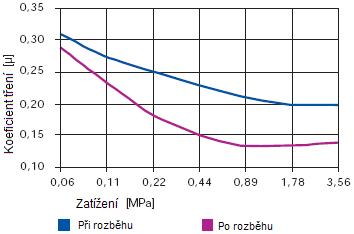 0,35
0,30
0,25
0,20
0,15
0,10
Koeficient tření [μ]
0,06 0,11 0,22 0,44 0,89 1,78 3,56
Zatížení [MPa]
Při rozběhu Po rozběhu